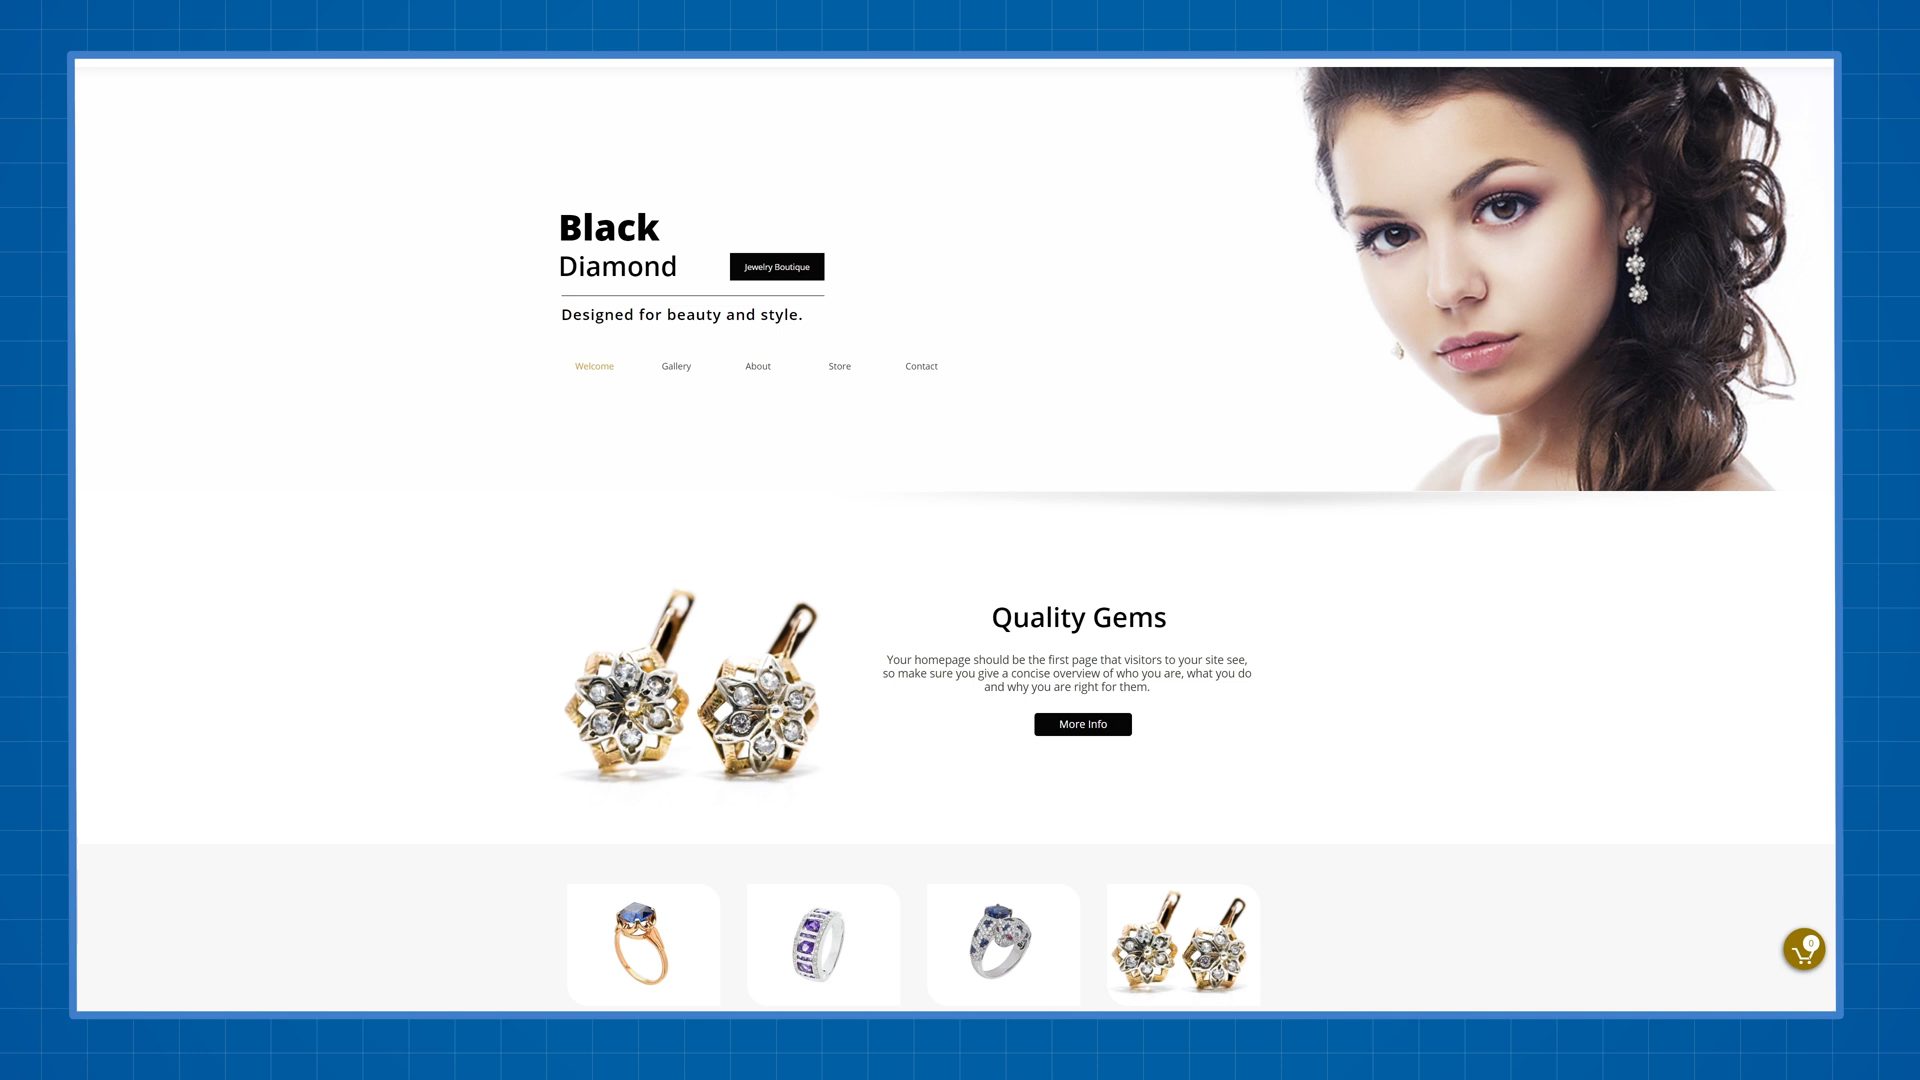 Black
Diamond
Jewelry Boutique
Designed for beauty and style.
Welcome Gallery About Store Contact
Quality Gems
Your homepage should be the first page that visitors to your site see,
so make sure you give a concise overview of who you are, what you do
and why you are right for them.
More Info
0